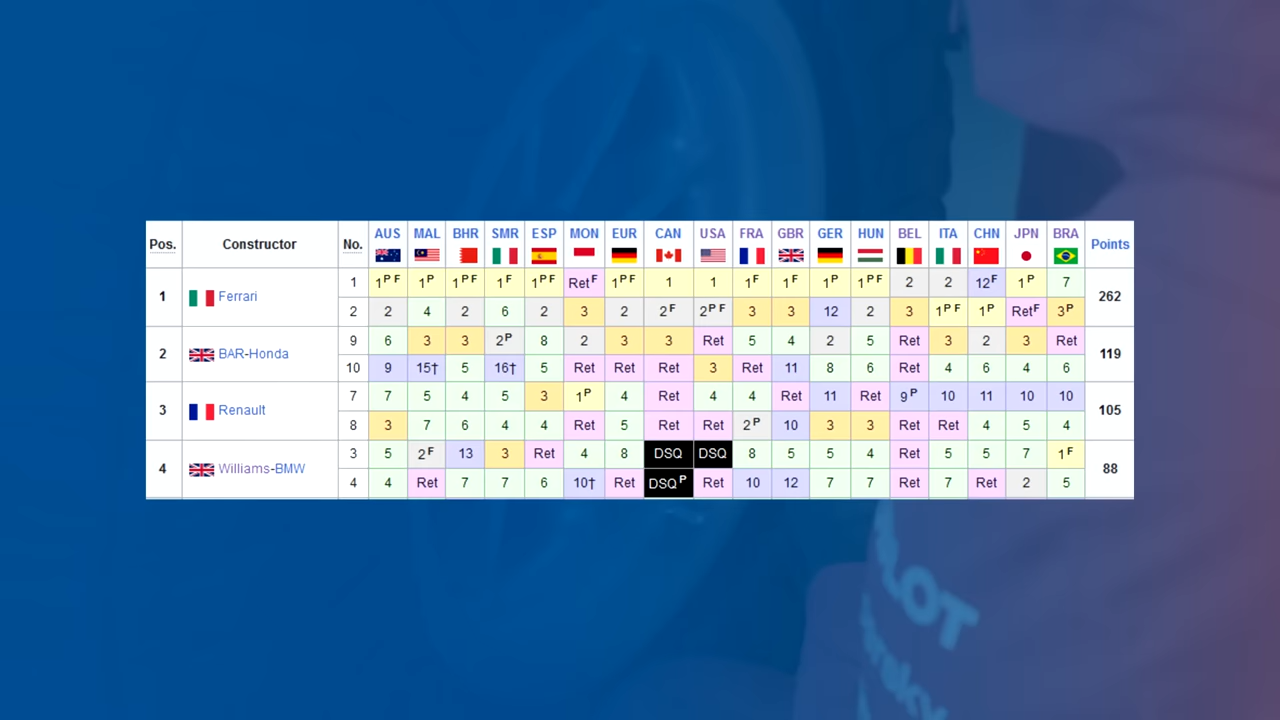 Pos. Constructor No. AUS MAL BHR SMR ESP MON EUR CAN USA FRA GBR GER HUN BEL ITA CHN JPN BRA Points
1 Ferrari 1 1P F 1P 1P F 1F 1P F RetF 1P F 1 1 1F 1F 1P 1P F 2 2 12F 1P 7 262
2 2 4 2 6 2 3 2 2F 2P F 3 3 12 2 3 1P F 1P RetF 3P
2 BAR-Honda 9 6 3 3 2P 8 2 3 3 Ret 5 4 2 5 Ret 3 2 3 Ret 119
10 9 15† 5 16† 5 Ret Ret Ret 3 Ret 11 8 6 Ret 4 6 4 6
3 Renault 7 7 5 4 5 3 1P 4 Ret 4 4 Ret 11 Ret 9P 10 11 10 10 105
8 3 7 6 4 4 Ret 5 Ret Ret 2P 10 3 3 Ret Ret 4 5 4
4 Williams-BMW 3 5 2F 13 3 Ret 4 8 DSQ DSQ 8 5 5 4 Ret 5 5 7 1F 88
4 4 Ret 7 7 6 10† Ret DSQP Ret 10 12 7 7 Ret 7 Ret 2 5